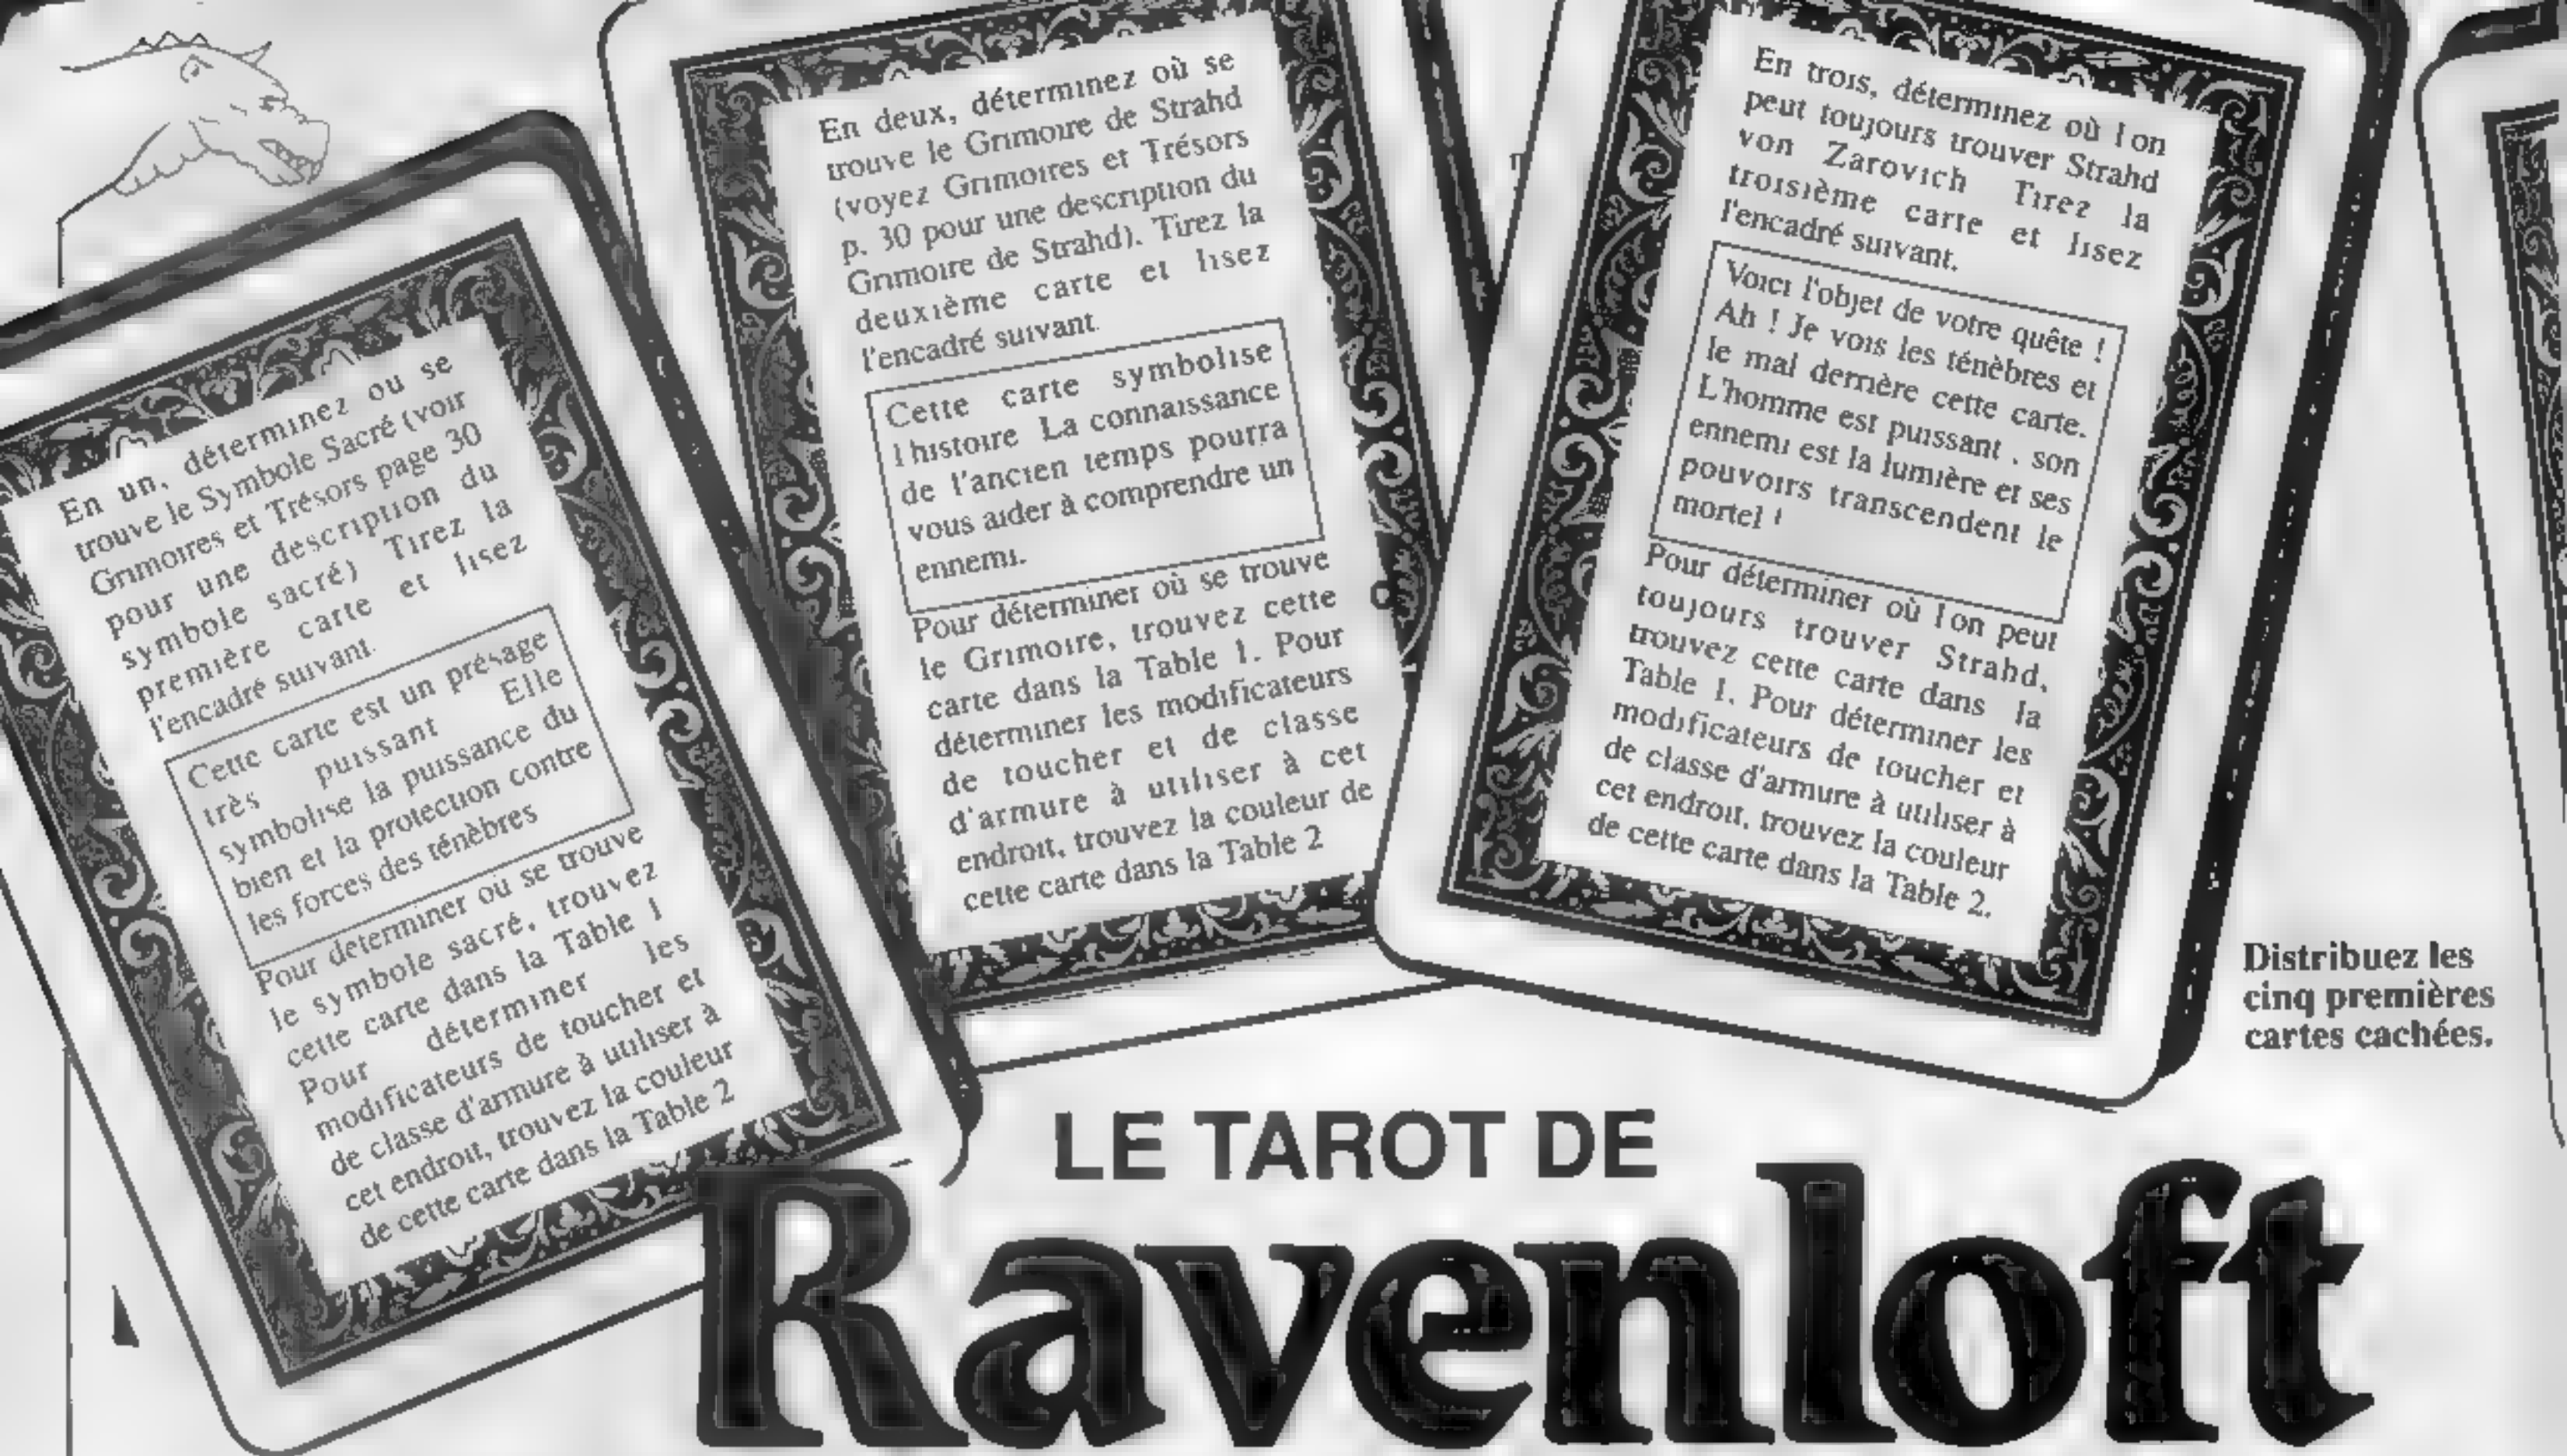 En un, déterminez ou se
trouve le Symbole Sacré (voir
Grimoires et Trésors page 30
pour une description du
symbole sacré) Tirez la
première carte et lisez
l'encadré suivant.
Cette carte est un présage
très puissant Elle
symbolise la puissance du
bien et la protection contre
les forces des ténèbres
Pour déterminer où se trouve
le symbole sacré, trouvez
cette carte dans la Table 1
Pour déterminer les
modificateurs de toucher et
de classe d'armure à utiliser à
cet endroit, trouvez la couleur
de cette carte dans la Table 2
En deux, déterminez où se
trouve le Grimoire de Strahd
(voyez Grimoires et Trésors
p. 30 pour une description du
Grimoire de Strahd). Tirez la
deuxième carte et lisez
l'encadré suivant.
Cette carte symbolise
l'histoire La connaissance
de l'ancien temps pourra
vous aider à comprendre un
ennemi.
Pour déterminer où se trouve
le Grimoire, trouvez cette
carte dans la Table 1. Pour
déterminer les modificateurs
de toucher et de classe
d'armure à utiliser à cet
endroit, trouvez la couleur de
cette carte dans la Table 2
En trois, déterminez où l'on
peut toujours trouver Strahd
von Zarovich Tirez la
troisième carte et lisez
l'encadré suivant.
Voici l'objet de votre quête !
Ah ! Je vois les ténèbres et
le mal derrière cette carte.
L'homme est puissant . son
ennemi est la lumière et ses
pouvoirs transcendent le
mortel !
Pour déterminer où l'on peut
toujours trouver Strahd,
trouvez cette carte dans la
Table 1. Pour déterminer les
modificateurs de toucher et
de classe d'armure à utiliser à
cet endroit, trouvez la couleur
de cette carte dans la Table 2.
Distribuez les
cinq premières
cartes cachées.
LE TAROT DE
Ravenloft